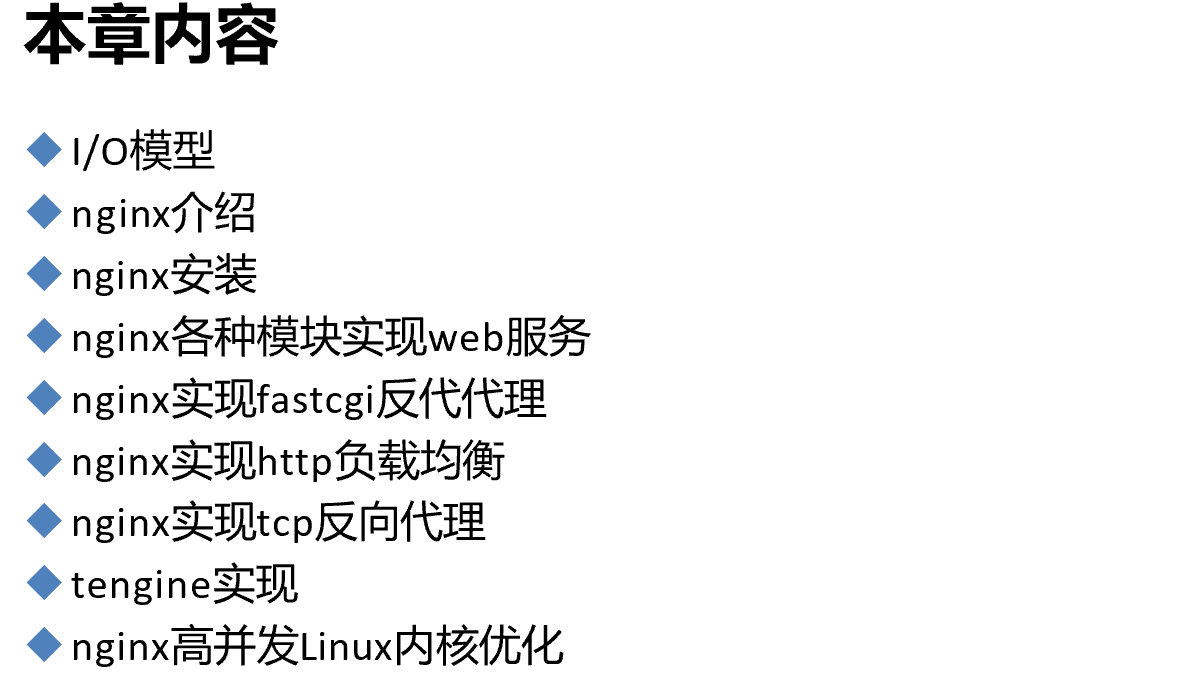 本章内容
I/O模型
nginx介绍
nginx安装
nginx各种模块实现web服务
nginx实现fastcgi反代代理
nginx实现http负载均衡
nginx实现tcp反向代理
tengine实现
nginx高并发Linux内核优化